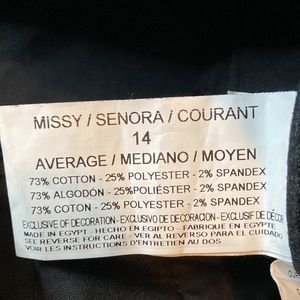 MISSY / SENORA / COURANT
14
AVERAGE / MEDIANO / MOYEN
73% COTTON - 25% POLYESTER - 2% SPANDEX
73% ALGODÓN - 25% POLIÉSTER - 2% SPANDEX
73% COTON - 25% POLYESTER - 2% SPANDEX
EXCLUSIVE OF DECORATION - EXCLUSIVO DE DECORACION - EXCLUSIF DE DÉCOR
MADE IN EGYPT - HECHO EN EGIPTO - FABRIQUE EN EGYPTE
SEE REVERSE FOR CARE - VER AL REVERSO PARA EL CUIDADO
VOIR LES INSTRUCTIONS D'ENTRETIEN AU DOS